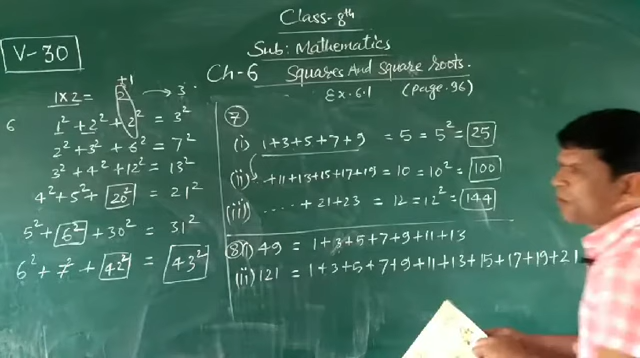 Class-8th
Sub: Mathematics
Ch-6 Squares And Square Roots.
Ex-6.1 (Page.96)
V-30
+1
1×2= 2 → 3
6
1² + 2² + 2² = 3²
2² + 3² + 6² = 7²
3² + 4² + 12² = 13²
4² + 5² + 20² = 21²
5² + 6² + 30² = 31²
6² + 7² + 42² = 43²
7
(i) 1+3+5+7+9 = 5 = 5² = 25
(ii) .. +11+13+15+17+19 = 10 = 10² = 100
(iii) ...... +21+23 = 12 = 12² = 144
8 (i) 49 = 1+3+5+7+9+11+13
(ii) 121 = 1+3+5+7+9+11+13+15+17+19+21